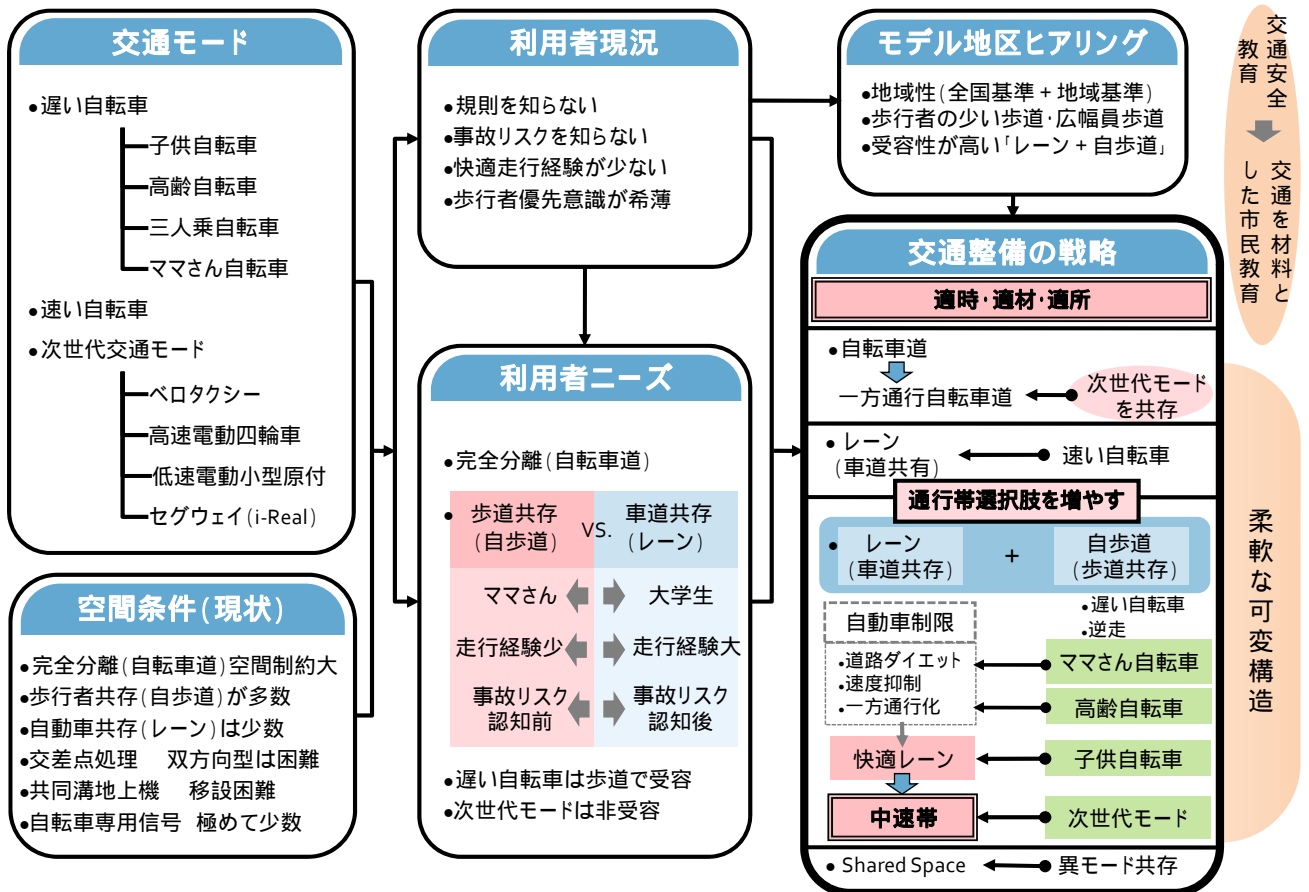 交通モード
•遅い自転車
子供自転車
高齢自転車
三人乗自転車
ママさん自転車
•速い自転車
•次世代交通モード
ベロタクシー
高速電動四輪車
低速電動小型原付
セグウェイ(i-Real)
空間条件(現状)
•完全分離(自転車道)空間制約大
•歩行者共存(自歩道)が多数
•自動車共存(レーン)は少数
•交差点処理 双方向型は困難
•共同溝地上機 移設困難
•自転車専用信号 極めて少数
利用者現況
•規則を知らない
•事故リスクを知らない
•快適走行経験が少ない
•歩行者優先意識が希薄
利用者ニーズ
•完全分離(自転車道)
• 歩道共存 VS. 車道共存
(自歩道) (レーン)
ママさん 大学生
走行経験少 走行経験大
事故リスク 事故リスク
認知前 認知後
•遅い自転車は歩道で受容
•次世代モードは非受容
モデル地区ヒアリング
•地域性(全国基準+地域基準)
•歩行者の少い歩道·広幅員歩道
•受容性が高い「レーン+自歩道」
交通整備の戦略
適時·適材·適所
•自転車道
一方通行自転車道
次世代モード
を共存
• レーン
(車道共有)
速い自転車
通行帯選択肢を増やす
• レーン + 自歩道
(車道共存) (歩道共存)
•遅い自転車
•逆走
自動車制限
•道路ダイエット
•速度抑制
•一方通行化
ママさん自転車
高齢自転車
快適レーン
子供自転車
中速帯
次世代モード
• Shared Space
異モード共存
交通安全
教育
交通を材料と
した市民教育
柔軟な可変構造